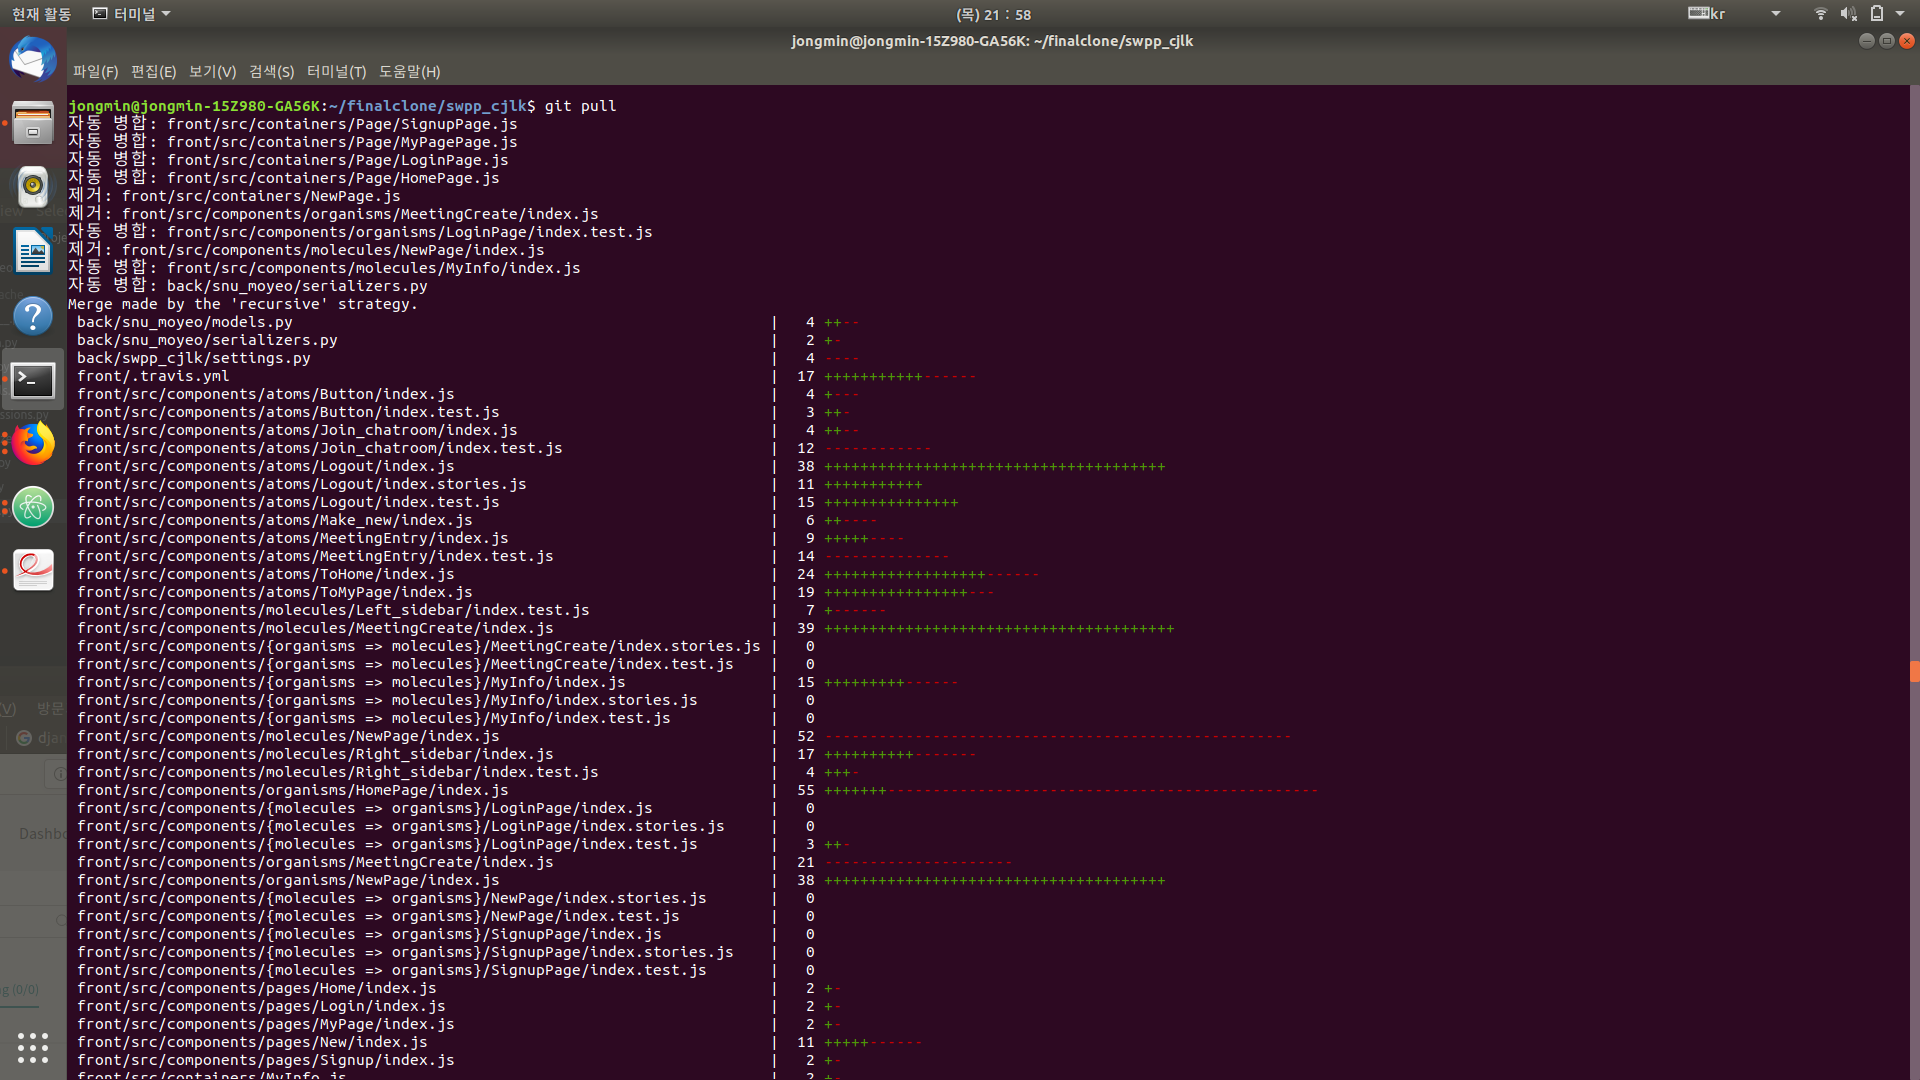 현재 활동
터미널
(목) 21 : 58
kr
jongmin@jongmin-15Z980-GA56K: ~/finalclone/swpp_cjlk
파일(F) 편집(E) 보기(V) 검색(S) 터미널(T) 도움말(H)
jongmin@jongmin-15Z980-GA56K:~/finalclone/swpp_cjlk$ git pull
자동 병합: front/src/containers/Page/SignupPage.js
자동 병합: front/src/containers/Page/MyPagePage.js
자동 병합: front/src/containers/Page/LoginPage.js
자동 병합: front/src/containers/Page/HomePage.js
제거: front/src/containers/NewPage.js
제거: front/src/components/organisms/MeetingCreate/index.js
자동 병합: front/src/components/organisms/LoginPage/index.test.js
제거: front/src/components/molecules/NewPage/index.js
자동 병합: front/src/components/molecules/MyInfo/index.js
자동 병합: back/snu_moyeo/serializers.py
Merge made by the 'recursive' strategy.
back/snu_moyeo/models.py | 4 ++--
back/snu_moyeo/serializers.py | 2 +-
back/swpp_cjlk/settings.py | 4 ----
front/.travis.yml | 17 +++++++++++------
front/src/components/atoms/Button/index.js | 4 +---
front/src/components/atoms/Button/index.test.js | 3 ++-
front/src/components/atoms/Join_chatroom/index.js | 4 ++--
front/src/components/atoms/Join_chatroom/index.test.js | 12 ------------
front/src/components/atoms/Logout/index.js | 38 ++++++++++++++++++++++++++++++++++++++
front/src/components/atoms/Logout/index.stories.js | 11 +++++++++++
front/src/components/atoms/Logout/index.test.js | 15 +++++++++++++++
front/src/components/atoms/Make_new/index.js | 6 ++----
front/src/components/atoms/MeetingEntry/index.js | 9 +++++----
front/src/components/atoms/MeetingEntry/index.test.js | 14 --------------
front/src/components/atoms/ToHome/index.js | 24 ++++++++++++++++++------
front/src/components/atoms/ToMyPage/index.js | 19 ++++++++++++++++---
front/src/components/molecules/Left_sidebar/index.test.js | 7 +------
front/src/components/molecules/MeetingCreate/index.js | 39 +++++++++++++++++++++++++++++++++++++++
front/src/components/{organisms => molecules}/MeetingCreate/index.stories.js | 0
front/src/components/{organisms => molecules}/MeetingCreate/index.test.js | 0
front/src/components/{organisms => molecules}/MyInfo/index.js | 15 +++++++++------
front/src/components/{organisms => molecules}/MyInfo/index.stories.js | 0
front/src/components/{organisms => molecules}/MyInfo/index.test.js | 0
front/src/components/molecules/NewPage/index.js | 52 ----------------------------------------------------
front/src/components/molecules/Right_sidebar/index.js | 17 ++++++++++-------
front/src/components/molecules/Right_sidebar/index.test.js | 4 +++-
front/src/components/organisms/HomePage/index.js | 55 +++++++------------------------------------------------
front/src/components/{molecules => organisms}/LoginPage/index.js | 0
front/src/components/{molecules => organisms}/LoginPage/index.stories.js | 0
front/src/components/{molecules => organisms}/LoginPage/index.test.js | 3 ++-
front/src/components/organisms/MeetingCreate/index.js | 21 ---------------------
front/src/components/organisms/NewPage/index.js | 38 ++++++++++++++++++++++++++++++++++++++
front/src/components/{molecules => organisms}/NewPage/index.stories.js | 0
front/src/components/{molecules => organisms}/NewPage/index.test.js | 0
front/src/components/{molecules => organisms}/SignupPage/index.js | 0
front/src/components/{molecules => organisms}/SignupPage/index.stories.js | 0
front/src/components/{molecules => organisms}/SignupPage/index.test.js | 0
front/src/components/pages/Home/index.js | 2 +-
front/src/components/pages/Login/index.js | 2 +-
front/src/components/pages/MyPage/index.js | 2 +-
front/src/components/pages/New/index.js | 11 +++++------
front/src/components/pages/Signup/index.js | 2 +-
front/src/containers/MyInfo.js | 2 +-